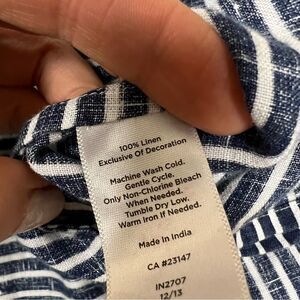 100% Linen
Exclusive Of Decoration
Machine Wash Cold.
Gentle Cycle.
Only Non-Chlorine Bleach
When Needed.
Tumble Dry Low.
Warm Iron If Needed.
Made In India
CA #23147
IN2707
12/13